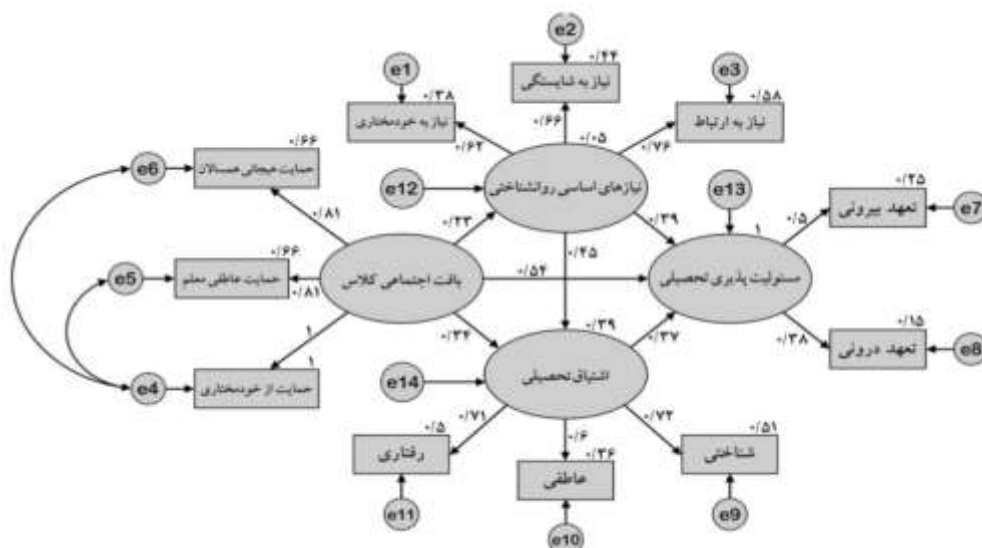 e2
۰/۴۴
نیاز به شایستگی
e1
۰/۳۸
نیاز به خودمختاری
e3
۰/۵۸
نیاز به ارتباط
۰/۶۶
۰/۰۵
۰/۶۲
۰/۷۶
نیازهای اساسی روانشناختی
e12
e13
e6
۰/۶۶
حمایت هیجانی همسالان
۰/۸۱
۰/۲۳
۰/۳۹
۱
۰/۵
۰/۲۵
تعهد بیرونی
e7
e5
۰/۶۶
حمایت عاطفی معلم
۰/۸۱
بافت اجتماعی کلاس
۰/۵۴
۰/۴۵
مسئولیت پذیری تحصیلی
۱
۰/۳۴
۰/۳۹
۰/۳۷
۰/۳۸
۰/۱۵
تعهد درونی
e8
e4
۱
حمایت از خودمختاری
e14
اشتیاق تحصیلی
۰/۷۱
۰/۶
۰/۷۲
۰/۵
رفتاری
e11
۰/۳۶
عاطفی
e10
۰/۵۱
شناختی
e9